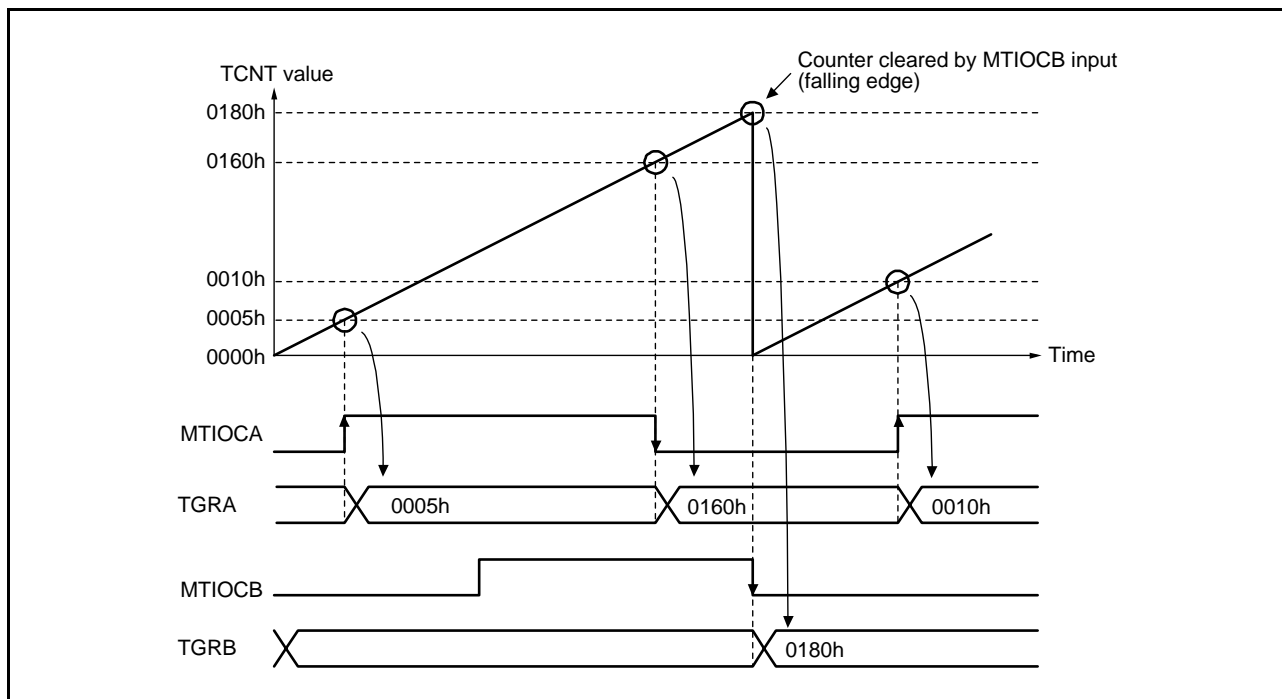 Counter cleared by MTIOCB input
(falling edge)
TCNT value
0180h
0160h
0010h
0005h
0000h
Time
MTIOCA
TGRA
0005h
0160h
0010h
MTIOCB
TGRB
0180h